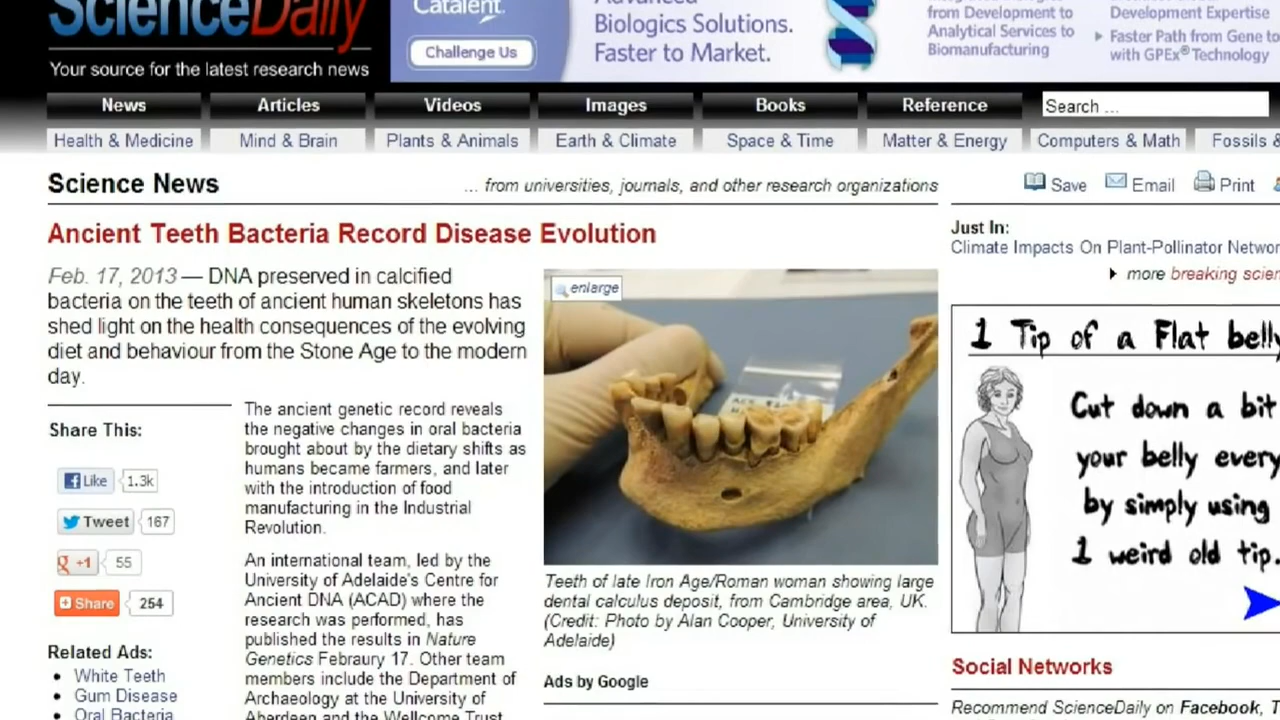 ScienceDaily
Your source for the latest research news
Catalent.
Challenge Us
Biologics Solutions.
Faster to Market.
from Development to
Analytical Services to
Biomanufacturing
Development Expertise
Faster Path from Gene to
with GPEx® Technology
News
Articles
Videos
Images
Books
Reference
Search ...
Health & Medicine
Mind & Brain
Plants & Animals
Earth & Climate
Space & Time
Matter & Energy
Computers & Math
Fossils &
Science News
... from universities, journals, and other research organizations
Save
Email
Print
Ancient Teeth Bacteria Record Disease Evolution
Feb. 17, 2013 — DNA preserved in calcified
bacteria on the teeth of ancient human skeletons has
shed light on the health consequences of the evolving
diet and behaviour from the Stone Age to the modern
day.
Share This:
Like 1.3k
Tweet 167
+1 55
Share 254
Related Ads:
• White Teeth
• Gum Disease
• Oral Bacteria
The ancient genetic record reveals
the negative changes in oral bacteria
brought about by the dietary shifts as
humans became farmers, and later
with the introduction of food
manufacturing in the Industrial
Revolution.
An international team, led by the
University of Adelaide's Centre for
Ancient DNA (ACAD) where the
research was performed, has
published the results in Nature
Genetics Febraury 17. Other team
members include the Department of
Archaeology at the University of
Aberdeen and the Wellcome Trust
enlarge
Teeth of late Iron Age/Roman woman showing large
dental calculus deposit, from Cambridge area, UK.
(Credit: Photo by Alan Cooper, University of
Adelaide)
Ads by Google
Just In:
Climate Impacts On Plant-Pollinator
more breaking
1 Tip of a Flat
Cut down a bit
your belly every
by simply using
1 weird old tip.
Social Networks
Recommend ScienceDaily on Facebook,